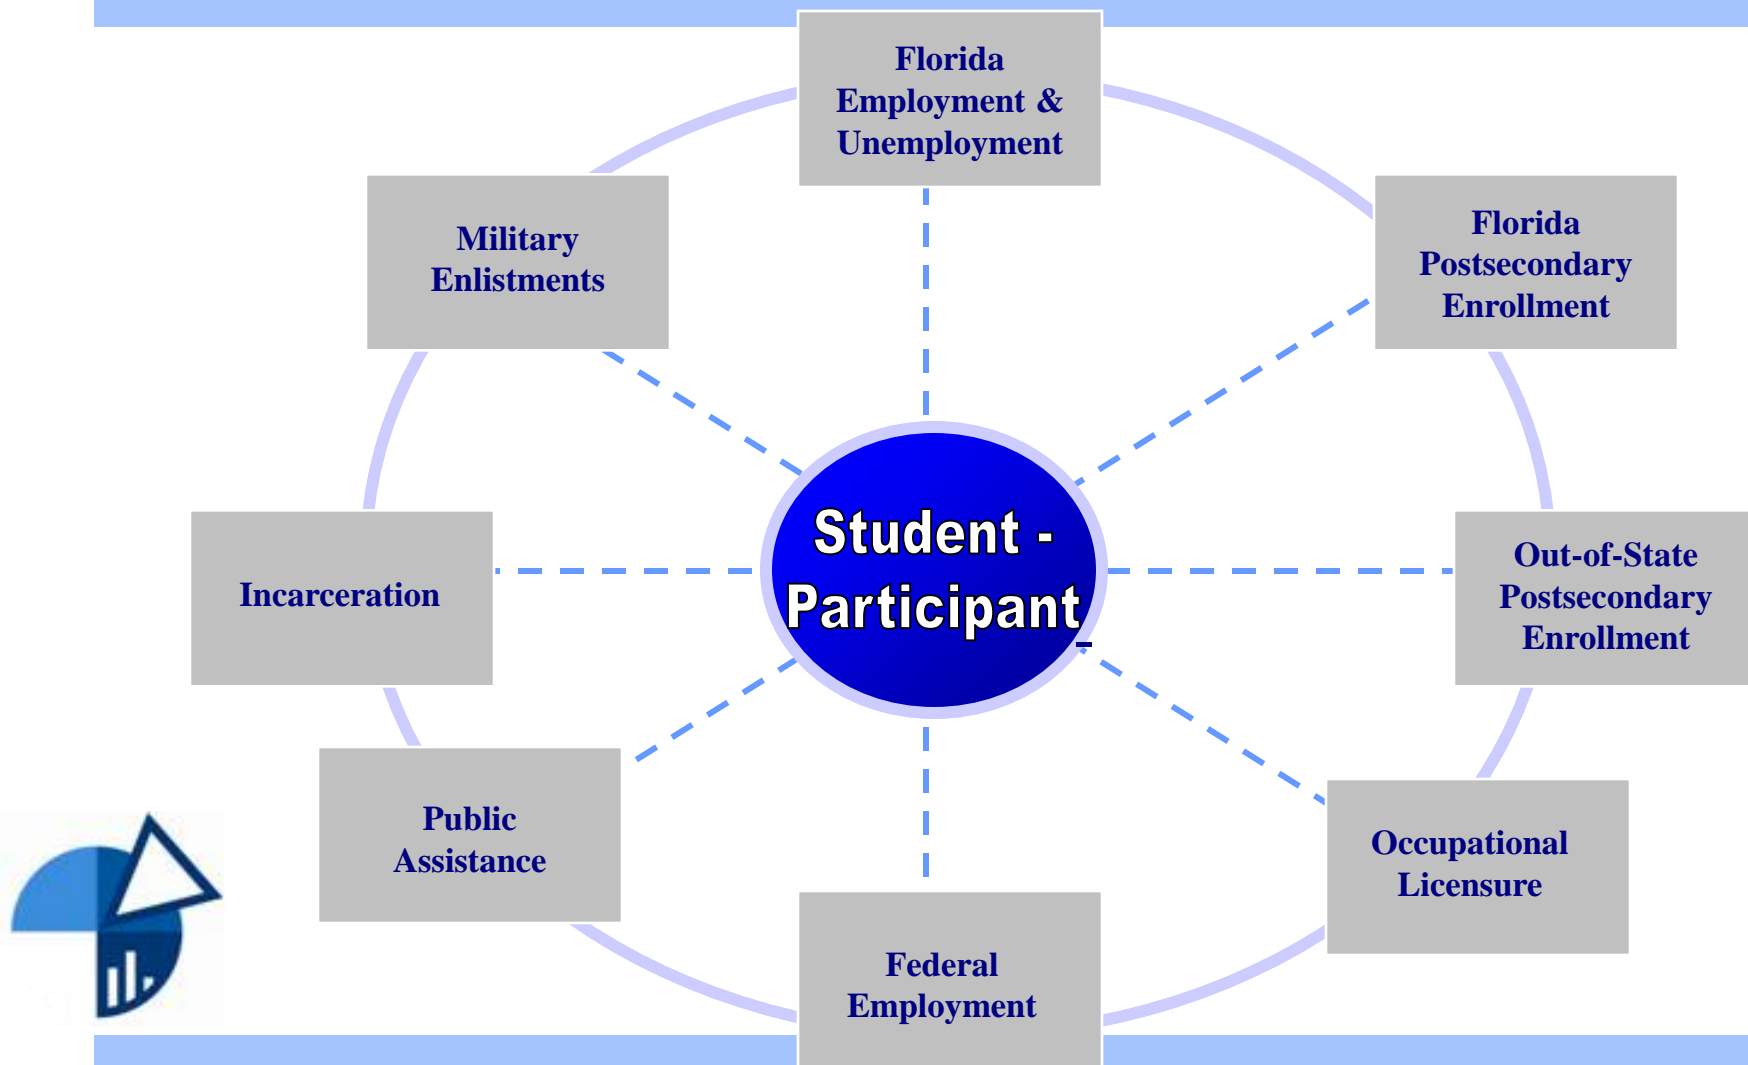 Florida
Employment &
Unemployment
Military
Enlistments
Florida
Postsecondary
Enrollment
Student -
Participant
Incarceration
Out-of-State
Postsecondary
Enrollment
Public
Assistance
Occupational
Licensure
Federal
Employment